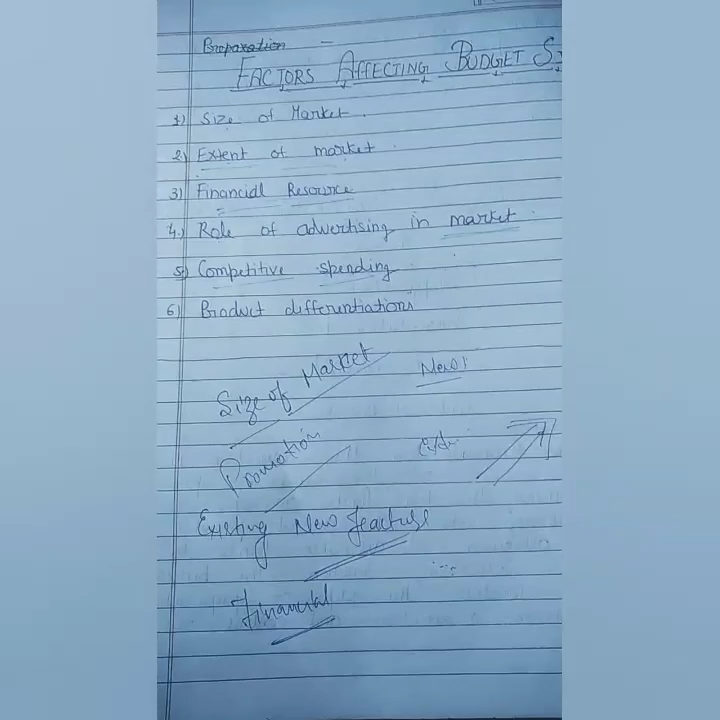 Preparation -
FACTORS AFFECTING BUDGET S
1) Size of Market.
2) Extent of market
3) Financial Resource
4.) Role of advertising in market.
5) Competitive spending
6) Product differentiations
Size of Market
New
Promotion
Existing New feacture
Financial